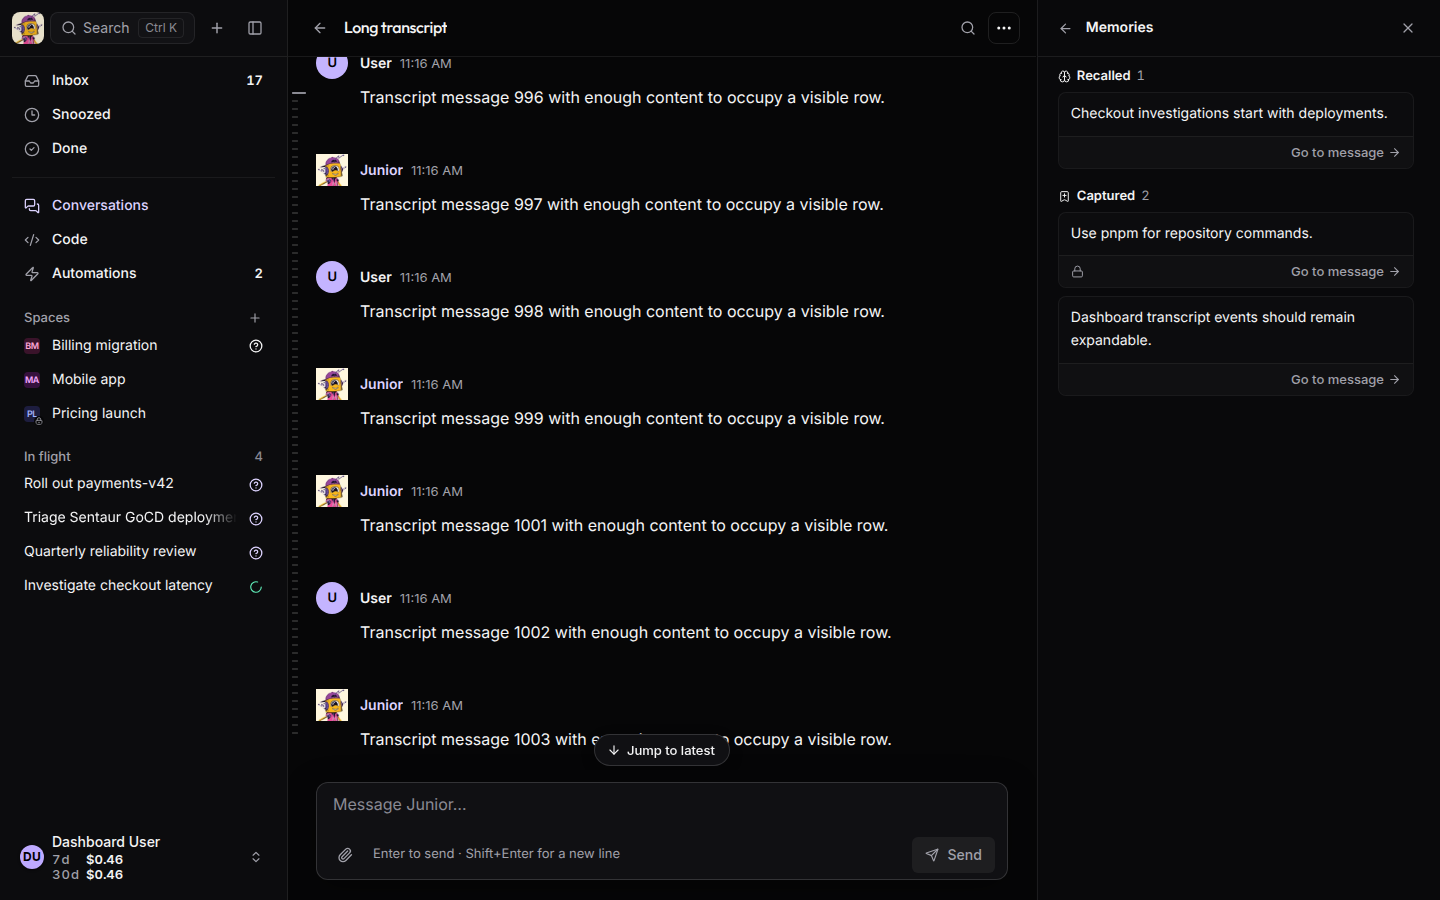 Search Ctrl K
Inbox 17
Snoozed
Done
Conversations
Code
Automations 2
Spaces
BM Billing migration
MA Mobile app
PL Pricing launch
In flight 4
Roll out payments-v42
Triage Sentaur GoCD deployme
Quarterly reliability review
Investigate checkout latency
DU Dashboard User
7d $0.46
30d $0.46
Long transcript
User 11:16 AM
Transcript message 996 with enough content to occupy a visible row.
Junior 11:16 AM
Transcript message 997 with enough content to occupy a visible row.
U User 11:16 AM
Transcript message 998 with enough content to occupy a visible row.
Junior 11:16 AM
Transcript message 999 with enough content to occupy a visible row.
Junior 11:16 AM
Transcript message 1001 with enough content to occupy a visible row.
U User 11:16 AM
Transcript message 1002 with enough content to occupy a visible row.
Junior 11:16 AM
Transcript message 1003 with occupy a visible row.
Jump to latest
Message Junior...
Enter to send · Shift+Enter for a new line
Send
Memories
Recalled 1
Checkout investigations start with deployments.
Go to message
Captured 2
Use pnpm for repository commands.
Go to message
Dashboard transcript events should remain
expandable.
Go to message